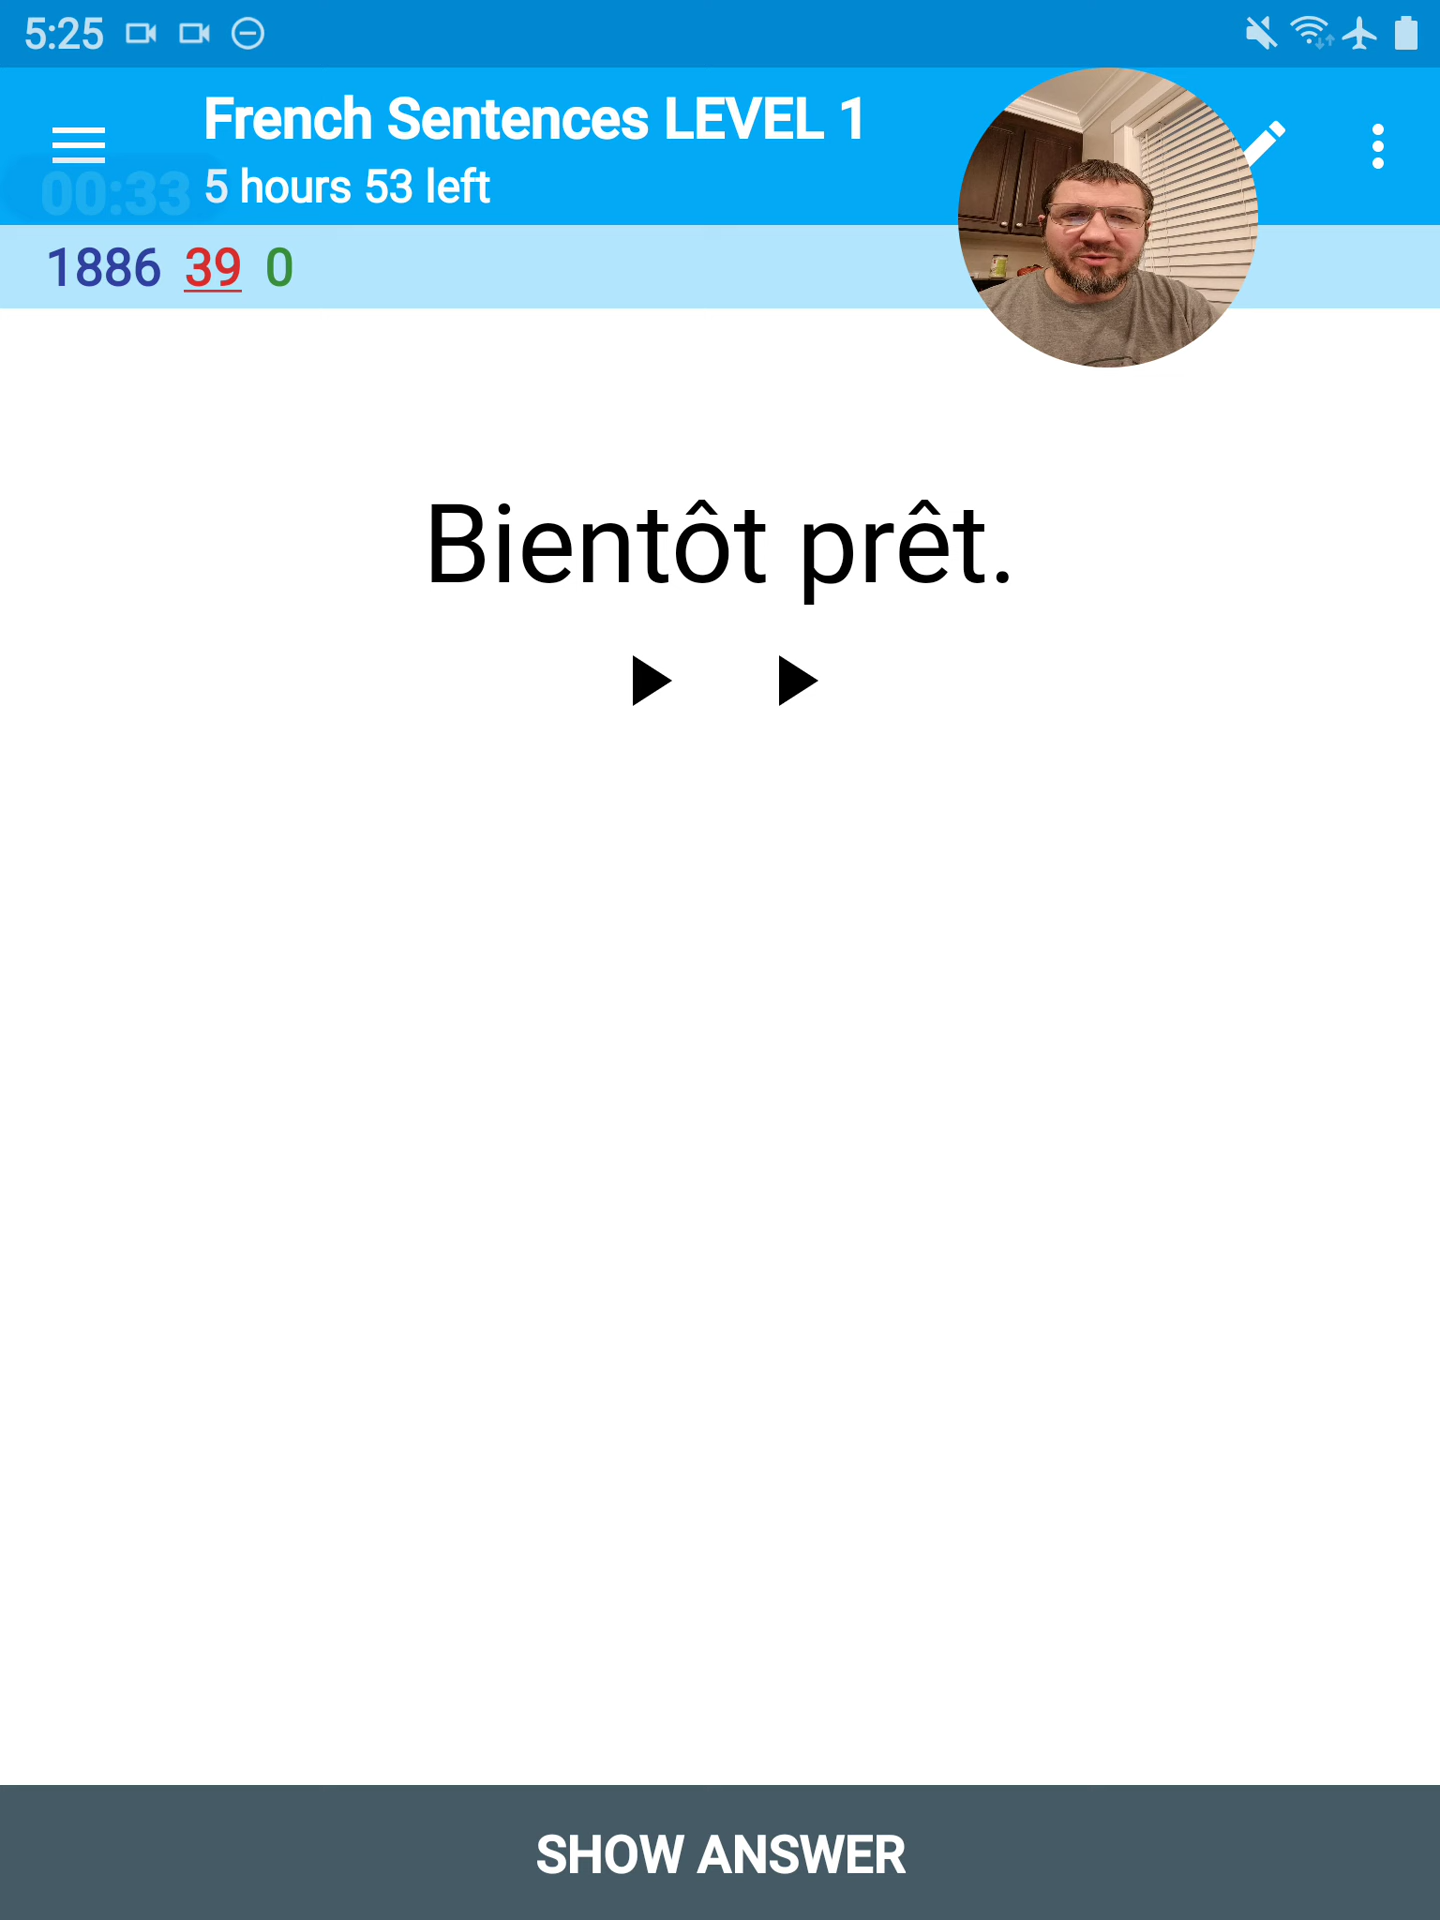 5:25
French Sentences LEVEL 1
00:33 5 hours 53 left
1886 39 0
Bientôt prêt.
SHOW ANSWER